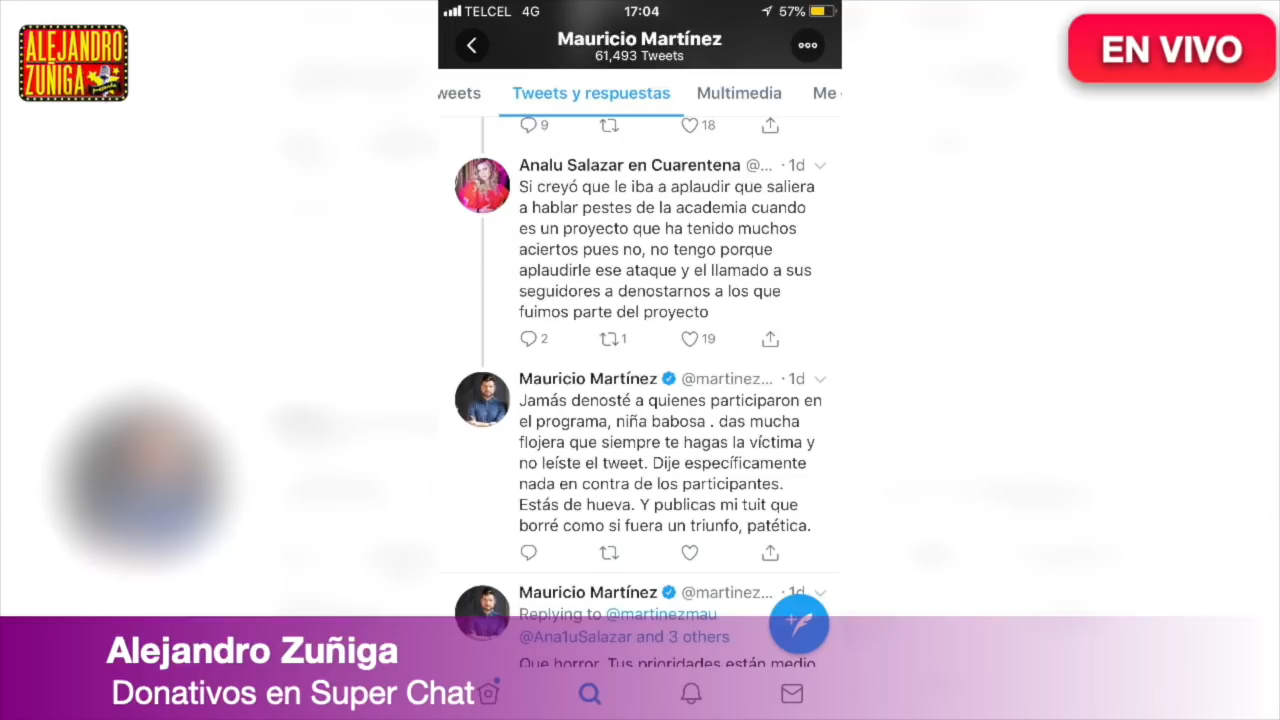 ALEJANDRO
ZUÑIGA
Presenta
EN VIVO
TELCEL 4G 17:04 57%
Mauricio Martínez
61,493 Tweets
weets Tweets y respuestas Multimedia Me
9 18
Analu Salazar en Cuarentena @... · 1d
Si creyó que le iba a aplaudir que saliera
a hablar pestes de la academia cuando
es un proyecto que ha tenido muchos
aciertos pues no, no tengo porque
aplaudirle ese ataque y el llamado a sus
seguidores a denostarnos a los que
fuimos parte del proyecto
2 1 19
Mauricio Martínez @martinez... · 1d
Jamás denosté a quienes participaron en
el programa, niña babosa . das mucha
flojera que siempre te hagas la víctima y
no leíste el tweet. Dije específicamente
nada en contra de los participantes.
Estás de hueva. Y publicas mi tuit que
borré como si fuera un triunfo, patética.
Mauricio Martínez @martinez... · 1d
Replying to @martinezmau
@Ana1uSalazar and 3 others
Que horror. Tus prioridades están medio
Alejandro Zuñiga
Donativos en Super Chat